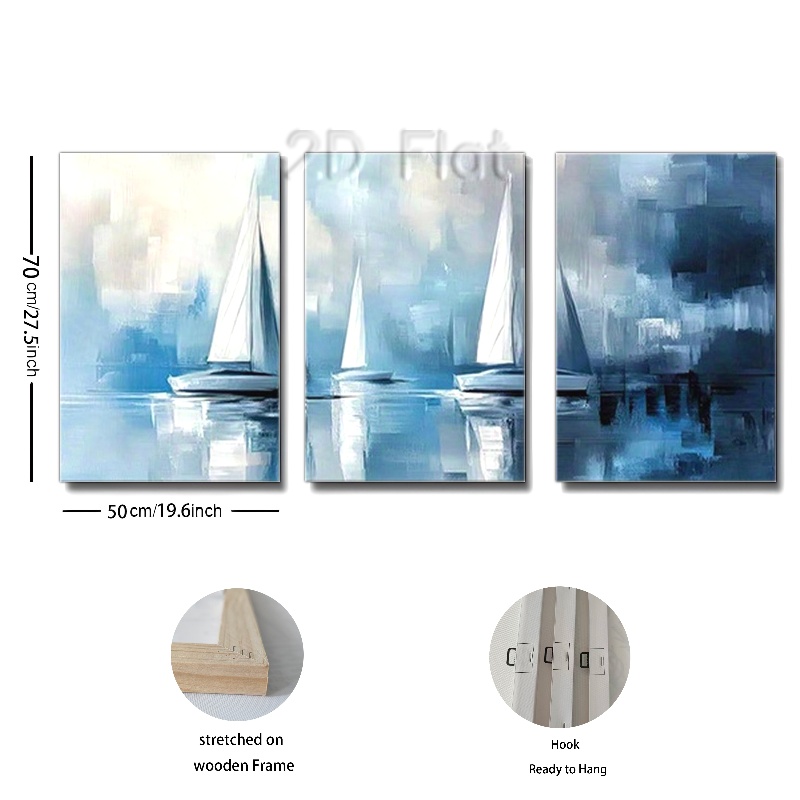 2D Flat
70 cm/27.5inch
50cm/19.6inch
stretched on
wooden Frame
Hook
Ready to Hang